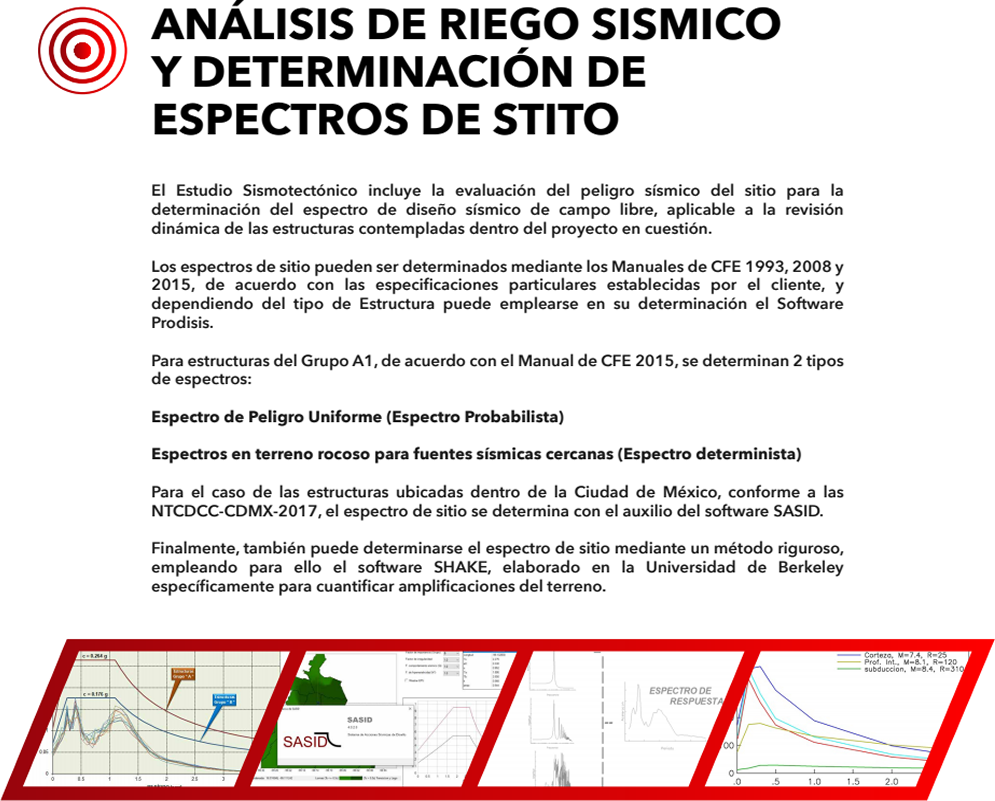 ANÁLISIS DE RIEGO SISMICO
Y DETERMINACIÓN DE
ESPECTROS DE STITO
El Estudio Sismotectónico incluye la evaluación del peligro sísmico del sitio para la
determinación del espectro de diseño sísmico de campo libre, aplicable a la revisión
dinámica de las estructuras contempladas dentro del proyecto en cuestión.
Los espectros de sitio pueden ser determinados mediante los Manuales de CFE 1993, 2008 y
2015, de acuerdo con las especificaciones particulares establecidas por el cliente, y
dependiendo del tipo de Estructura puede emplearse en su determinación el Software
Prodisis.
Para estructuras del Grupo A1, de acuerdo con el Manual de CFE 2015, se determinan 2 tipos
de espectros:
Espectro de Peligro Uniforme (Espectro Probabilista)
Espectros en terreno rocoso para fuentes sísmicas cercanas (Espectro determinista)
Para el caso de las estructuras ubicadas dentro de la Ciudad de México, conforme a las
NTCDCC-CDMX-2017, el espectro de sitio se determina con el auxilio del software SASID.
Finalmente, también puede determinarse el espectro de sitio mediante un método riguroso,
empleando para ello el software SHAKE, elaborado en la Universidad de Berkeley
específicamente para cuantificar amplificaciones del terreno.
c = 0.264 g
Estructuras
Grupo "A"
c = 0.176 g
Estructuras
Grupo "B"
0 0.5 1 1.5 2 2.5 3
SASID
SASID
ESPECTRO DE
RESPUESTA
Corteza, M=7.4, R=25
Prof. Int., M=8.1, R=120
subduccion, M=8.4, R=310
00
0
.0 .5 1.0 1.5 2.0